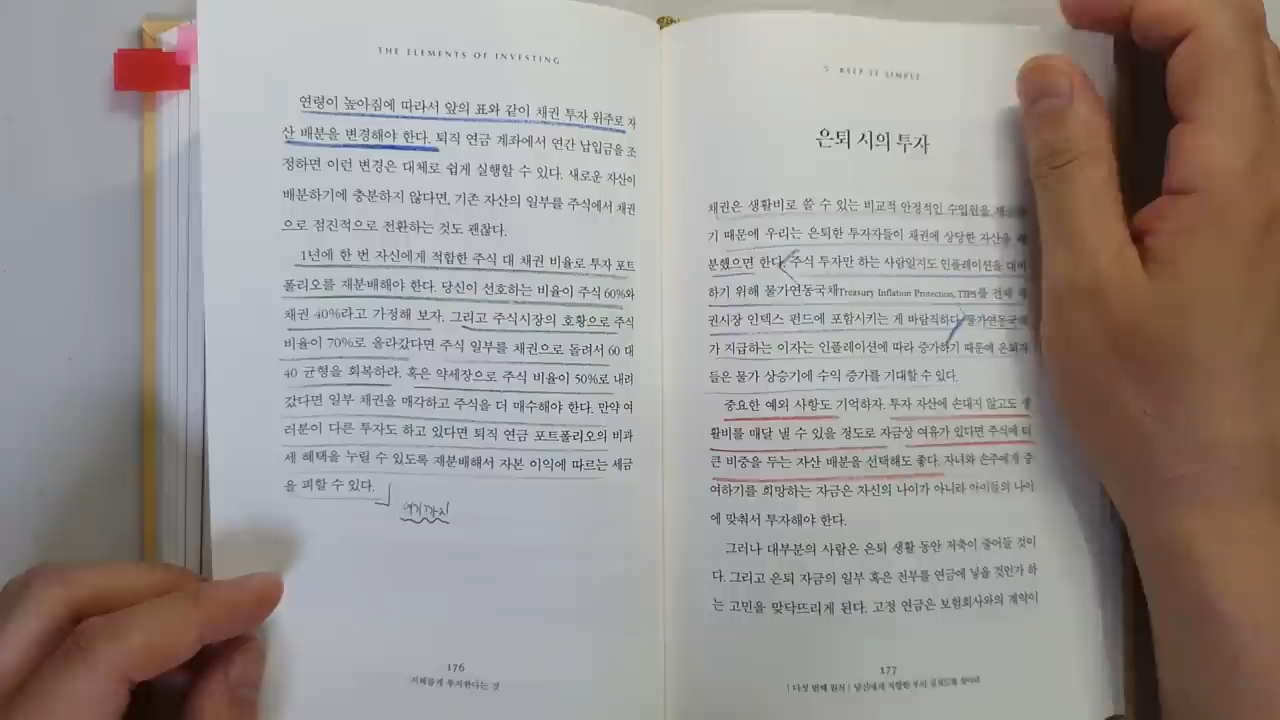 THE ELEMENTS OF INVESTING
연령이 높아짐에 따라서 앞의 표와 같이 채권 투자 위주로 자
산 배분을 변경해야 한다. 퇴직 연금 계좌에서 연간 납입금을 조
정하면 이런 변경은 대체로 쉽게 실행할 수 있다. 새로운 자산이
배분하기에 충분하지 않다면, 기존 자산의 일부를 주식에서 채권
으로 점진적으로 전환하는 것도 괜찮다.
1년에 한 번 자신에게 적합한 주식 대 채권 비율로 투자 포트
폴리오를 재분배해야 한다. 당신이 선호하는 비율이 주식 60%와
채권 40%라고 가정해 보자. 그리고 주식시장의 호황으로 주식
비율이 70%로 올라갔다면 주식 일부를 채권으로 돌려서 60 대
40 균형을 회복하라. 혹은 약세장으로 주식 비율이 50%로 내려
갔다면 일부 채권을 매각하고 주식을 더 매수해야 한다. 만약 여
러분이 다른 투자도 하고 있다면 퇴직 연금 포트폴리오의 비과
세 혜택을 누릴 수 있도록 재분배해서 자본 이익에 따르는 세금
을 피할 수 있다.
여기까지
176
지혜롭게 투자한다는 것
KEEP IT SIMPLE
은퇴 시의 투자
채권은 생활비로 쓸 수 있는 비교적 안정적인 수입원을
기 때문에 우리는 은퇴한 투자자들이 채권에 상당한 자산을
분했으면 한다. 주식 투자만 하는 사람일지도 인플레이션을 대비
하기 위해 물가연동국채Treasury Inflation Protection, TIPS를 전체
권시장 인덱스 펀드에 포함시키는 게 바람직하다. 물가연동국채
가 지급하는 이자는 인플레이션에 따라 증가하기 때문에 은퇴자
들은 물가 상승기에 수익 증가를 기대할 수 있다.
중요한 예외 사항도 기억하자. 투자 자산에 손대지 않고도 생
활비를 매달 낼 수 있을 정도로 자금상 여유가 있다면 주식에 더
큰 비중을 두는 자산 배분을 선택해도 좋다. 자녀와 손주에게 증
여하기를 희망하는 자금은 자신의 나이가 아니라 아이들의 나이
에 맞춰서 투자해야 한다.
그러나 대부분의 사람은 은퇴 생활 동안 저축이 줄어들 것이
다. 그리고 은퇴 자금의 일부 혹은 전부를 연금에 넣을 것인가 하
는 고민을 맞닥뜨리게 된다. 고정 연금은 보험회사와의 계약이
177
| 다섯 번째 원칙 | 당신에게 적합한